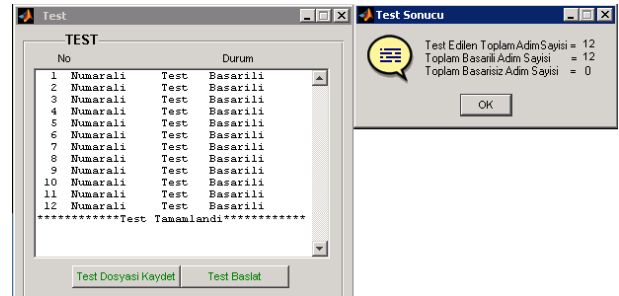 Test
TEST
No Durum
1 Numarali Test Basarili
2 Numarali Test Basarili
3 Numarali Test Basarili
4 Numarali Test Basarili
5 Numarali Test Basarili
6 Numarali Test Basarili
7 Numarali Test Basarili
8 Numarali Test Basarili
9 Numarali Test Basarili
10 Numarali Test Basarili
11 Numarali Test Basarili
12 Numarali Test Basarili
************Test Tamamlandi************
Test Dosyasi Kaydet Test Baslat
Test Sonucu
Test Edilen Toplam Adim Sayisi = 12
Toplam Basarili Adim Sayisi = 12
Toplam Basarisiz Adim Sayisi = 0
OK